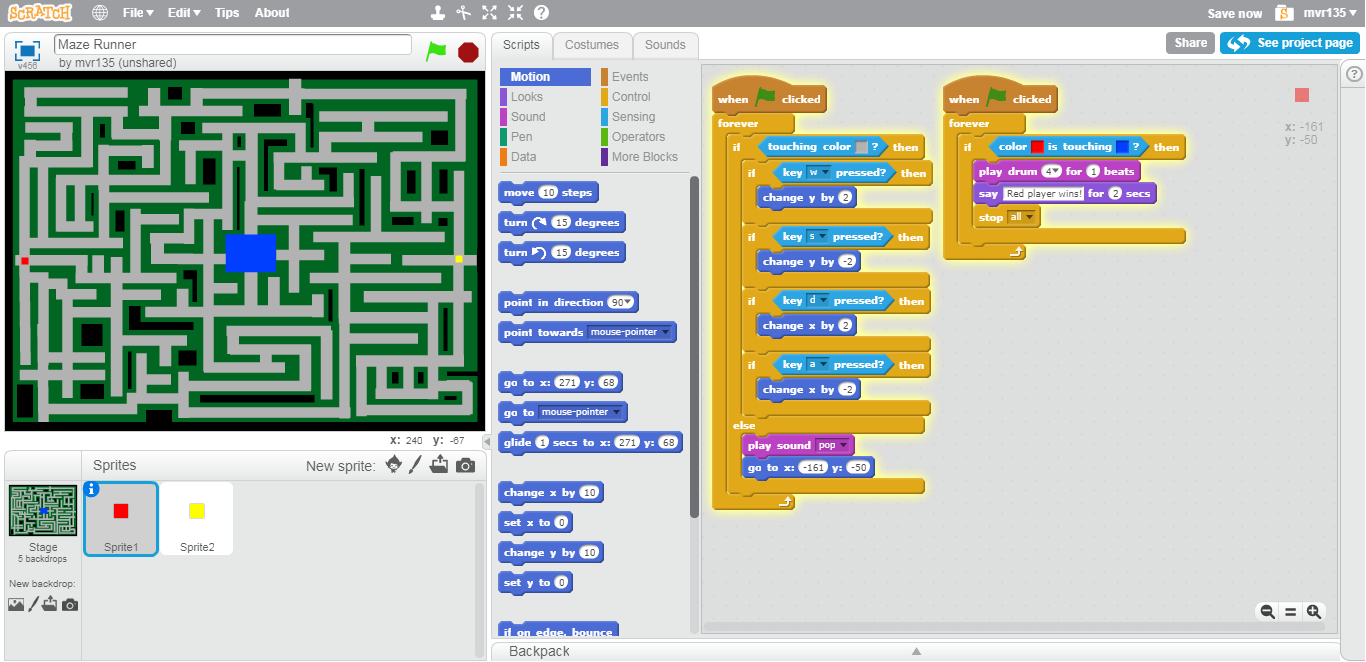 SCRATCH File▼ Edit▼ Tips About Save now mvr135▼
v456 Maze Runner
by mvr135 (unshared)
Scripts Costumes Sounds Share See project page
Motion Events
Looks Control
Sound Sensing
Pen Operators
Data More Blocks
move 10 steps
turn 15 degrees
turn 15 degrees
point in direction 90▼
point towards mouse-pointer
go to x: 271 y: 68
go to mouse-pointer
glide 1 secs to x: 271 y: 68
change x by 10
set x to 0
change y by 10
set y to 0
if on edge, bounce
when clicked
forever
if touching color ? then
if key w pressed? then
change y by 2
if key s pressed? then
change y by -2
if key d pressed? then
change x by 2
if key a pressed? then
change x by -2
else
play sound pop
go to x: -161 y: -50
when clicked
forever
if color is touching ? then
play drum 4▼ for 1 beats
say Red player wins! for 2 secs
stop all
x: -161
y: -50
?
x: 240 y: -67
Sprites New sprite:
Stage
5 backdrops
New backdrop:
Sprite1 Sprite2
Backpack